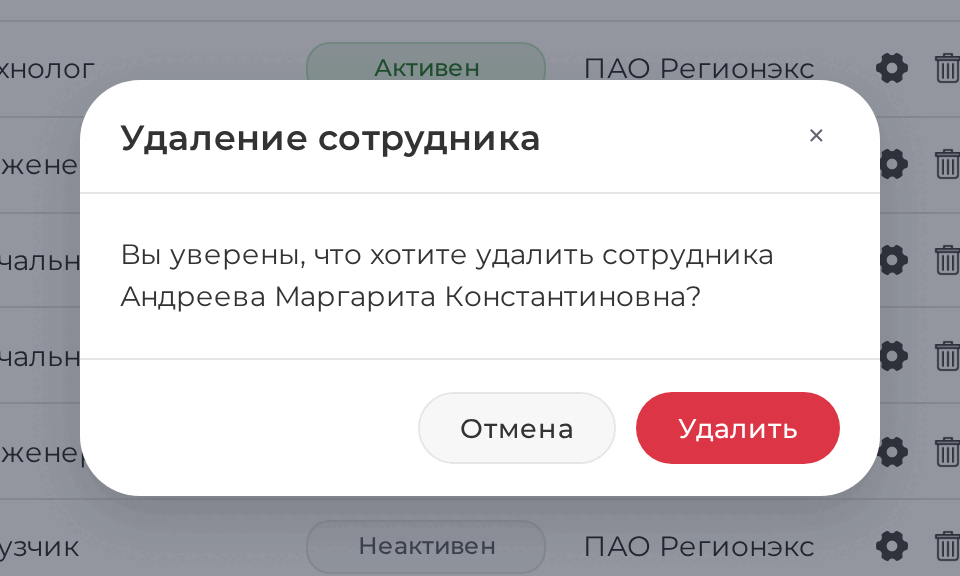 хнолог Активен ПАО Регионэкс
Удаление сотрудника
жене
Вы уверены, что хотите удалить сотрудника
чальн
Андреева Маргарита Константиновна?
чальн
Отмена Удалить
жене
узчик Неактивен ПАО Регионэкс